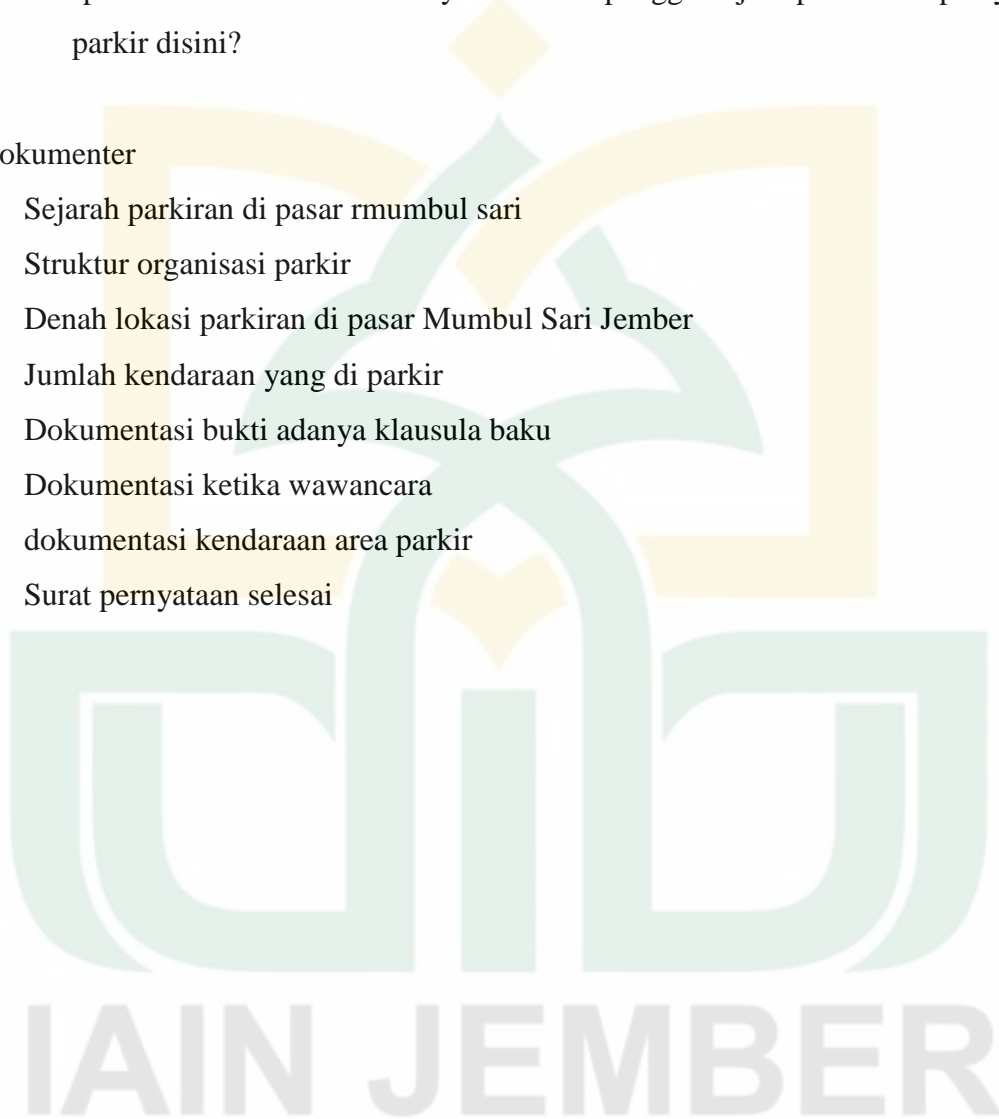 parkir disini?
okumenter
Sejarah parkiran di pasar rmumbul sari
Struktur organisasi parkir
Denah lokasi parkiran di pasar Mumbul Sari Jember
Jumlah kendaraan yang di parkir
Dokumentasi bukti adanya klausula baku
Dokumentasi ketika wawancara
dokumentasi kendaraan area parkir
Surat pernyataan selesai
IAIN JEMBER